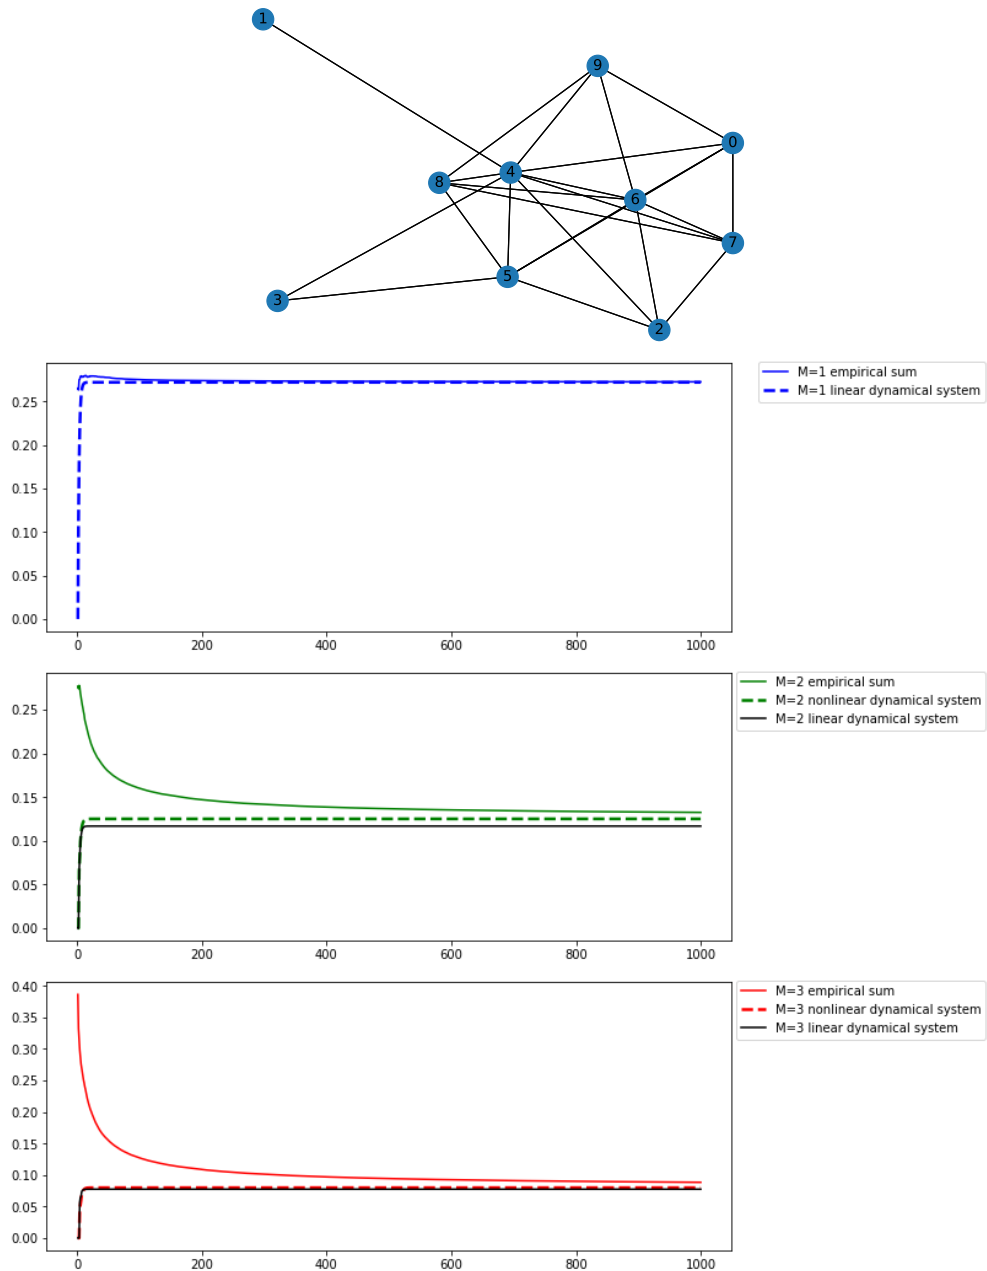 1
9
0
4
8
6
7
5
3
2
M=1 empirical sum
M=1 linear dynamical system
0.25
0.20
0.15
0.10
0.05
0.00
0 200 400 600 800 1000
M=2 empirical sum
M=2 nonlinear dynamical system
M=2 linear dynamical system
0.25
0.20
0.15
0.10
0.05
0.00
0 200 400 600 800 1000
M=3 empirical sum
M=3 nonlinear dynamical system
M=3 linear dynamical system
0.40
0.35
0.30
0.25
0.20
0.15
0.10
0.05
0.00
0 200 400 600 800 1000